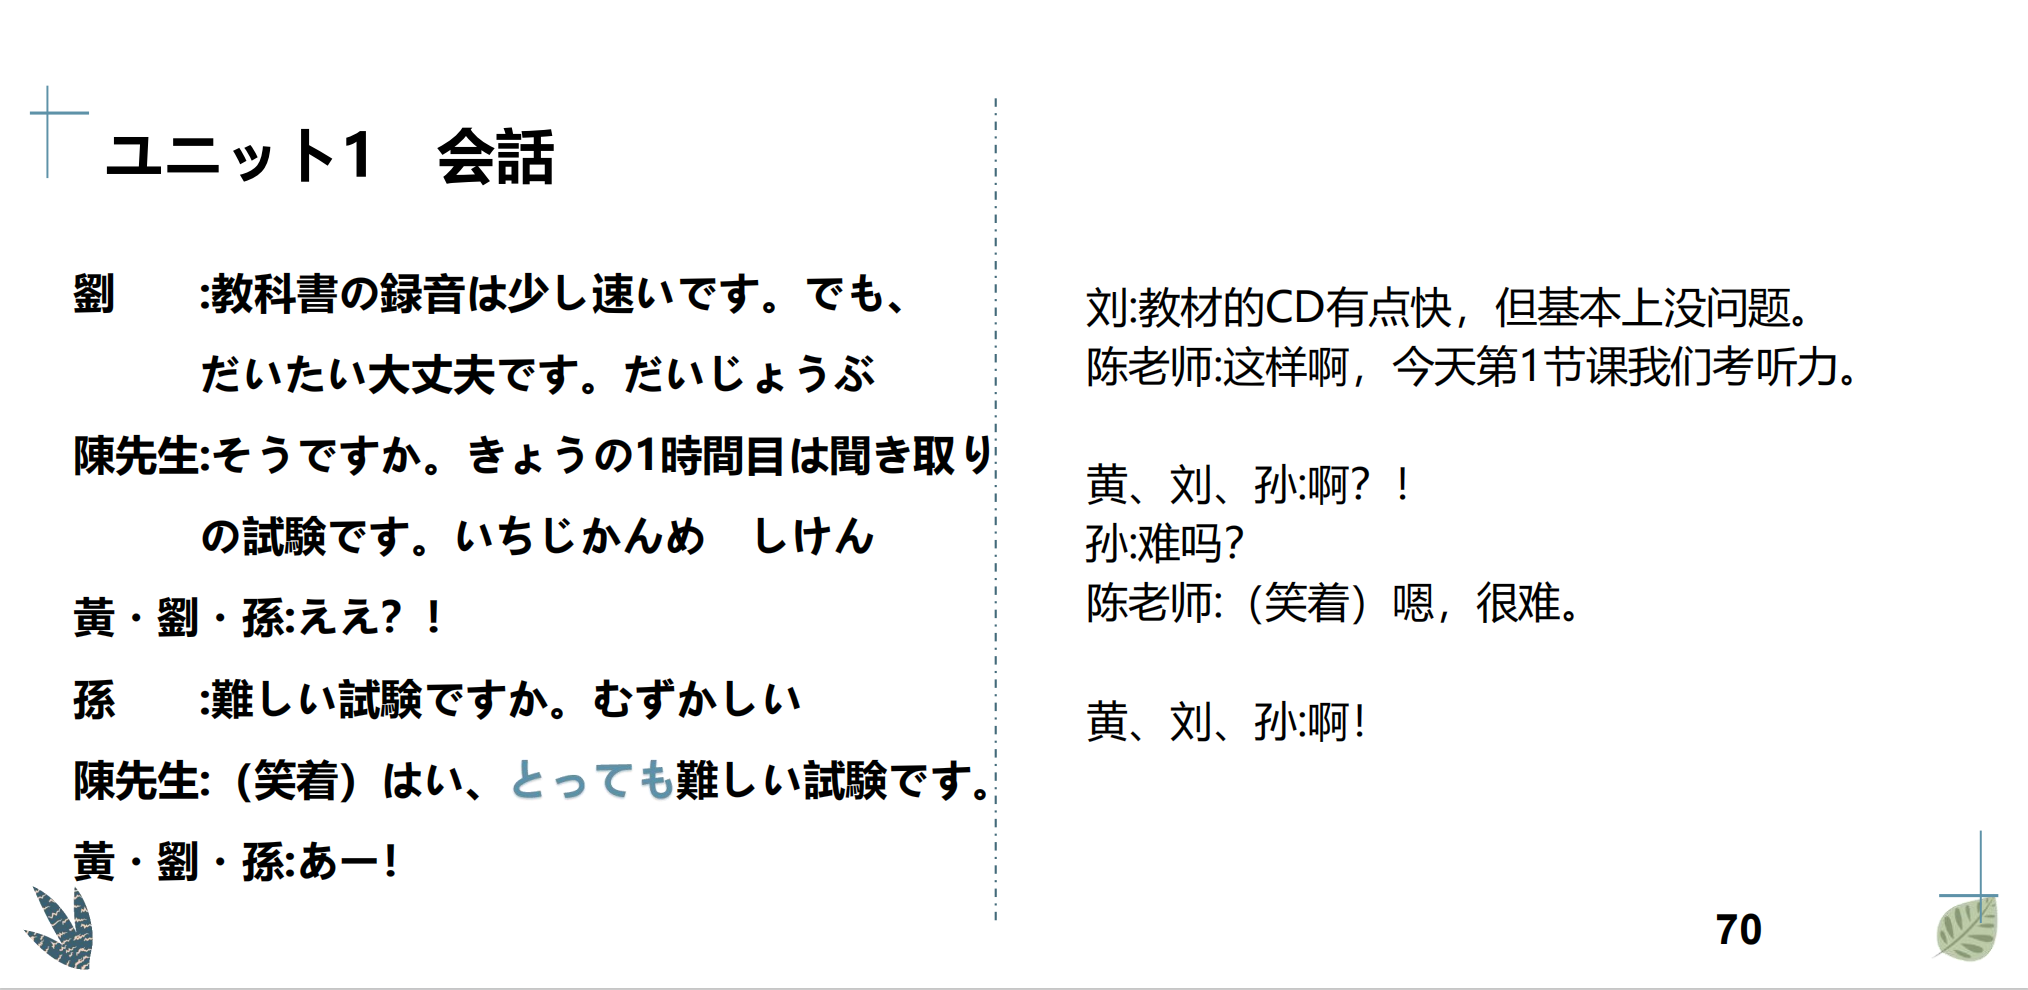 ユニット1　会話
劉　　:教科書の録音は少し速いです。でも、
だいたい大丈夫です。だいじょうぶ
陳先生:そうですか。きょうの1時間目は聞き取り
の試験です。いちじかんめ　しけん
黃・劉・孫:ええ？！
孫　　:難しい試験ですか。むずかしい
陳先生:（笑着）はい、とっても難しい試験です。
黃・劉・孫:あー！
刘:教材的CD有点快，但基本上没问题。
陈老师:这样啊，今天第1节课我们考听力。
黄、刘、孙:啊？！
孙:难吗？
陈老师:（笑着）嗯，很难。
黄、刘、孙:啊！
70